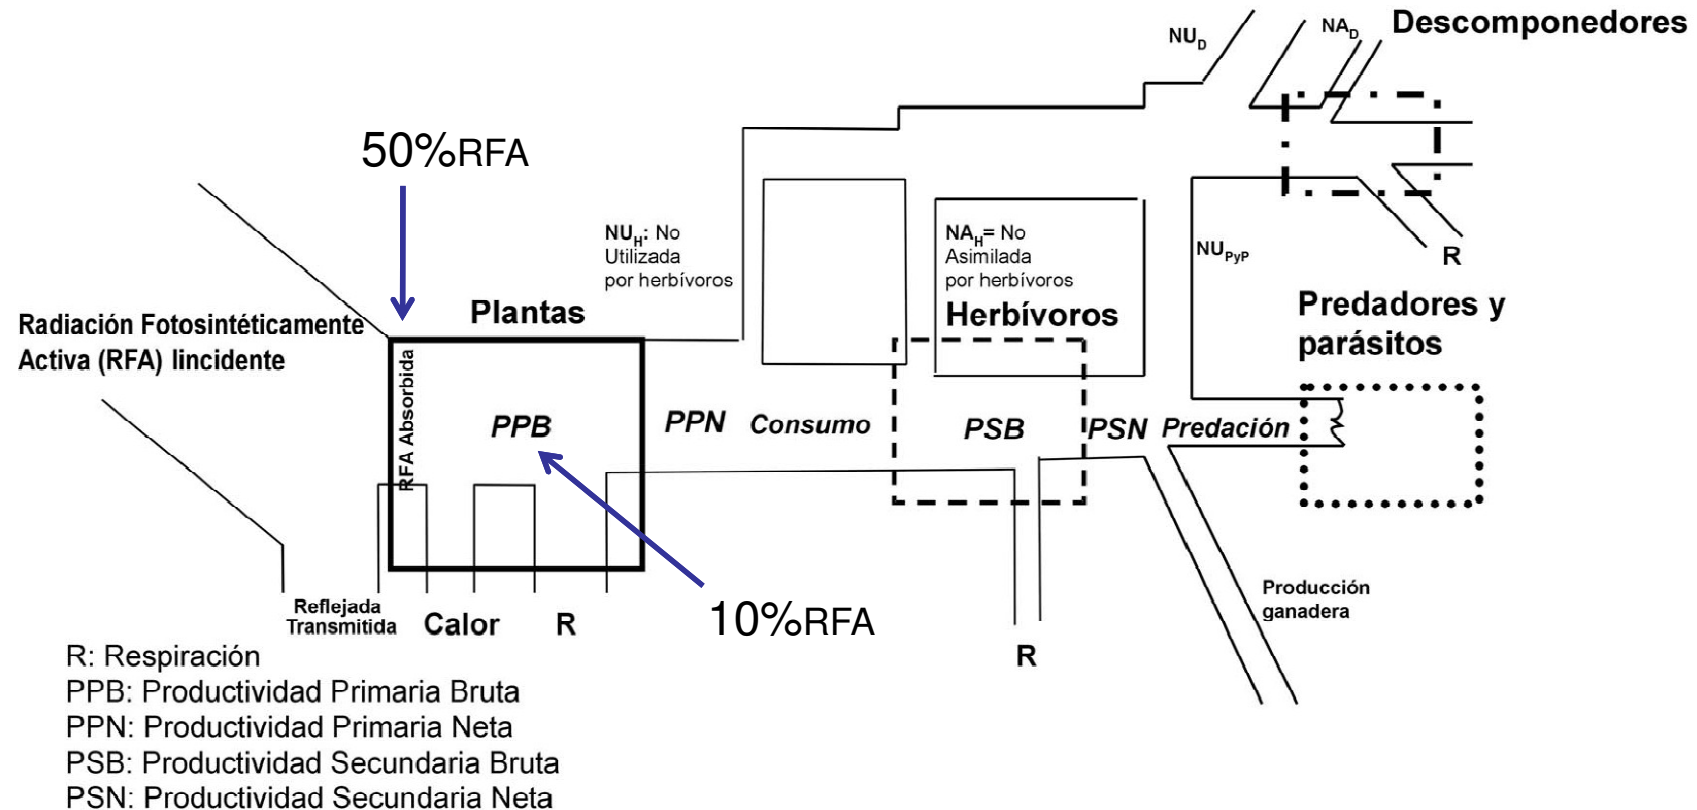 Descomponedores
NU_D
NA_D
50%RFA
NU_H: No
Utilizada
por herbívoros
NA_H= No
Asimilada
por herbívoros
NU_PyP
R
Plantas
Herbívoros
Predadores y
parásitos
Radiación Fotosintéticamente
Activa (RFA) Iincidente
RFA Absorbida
PPB
PPN
Consumo
PSB
PSN
Predación
Reflejada
Transmitida
Calor
R
10%RFA
R
Producción
ganadera
R: Respiración
PPB: Productividad Primaria Bruta
PPN: Productividad Primaria Neta
PSB: Productividad Secundaria Bruta
PSN: Productividad Secundaria Neta